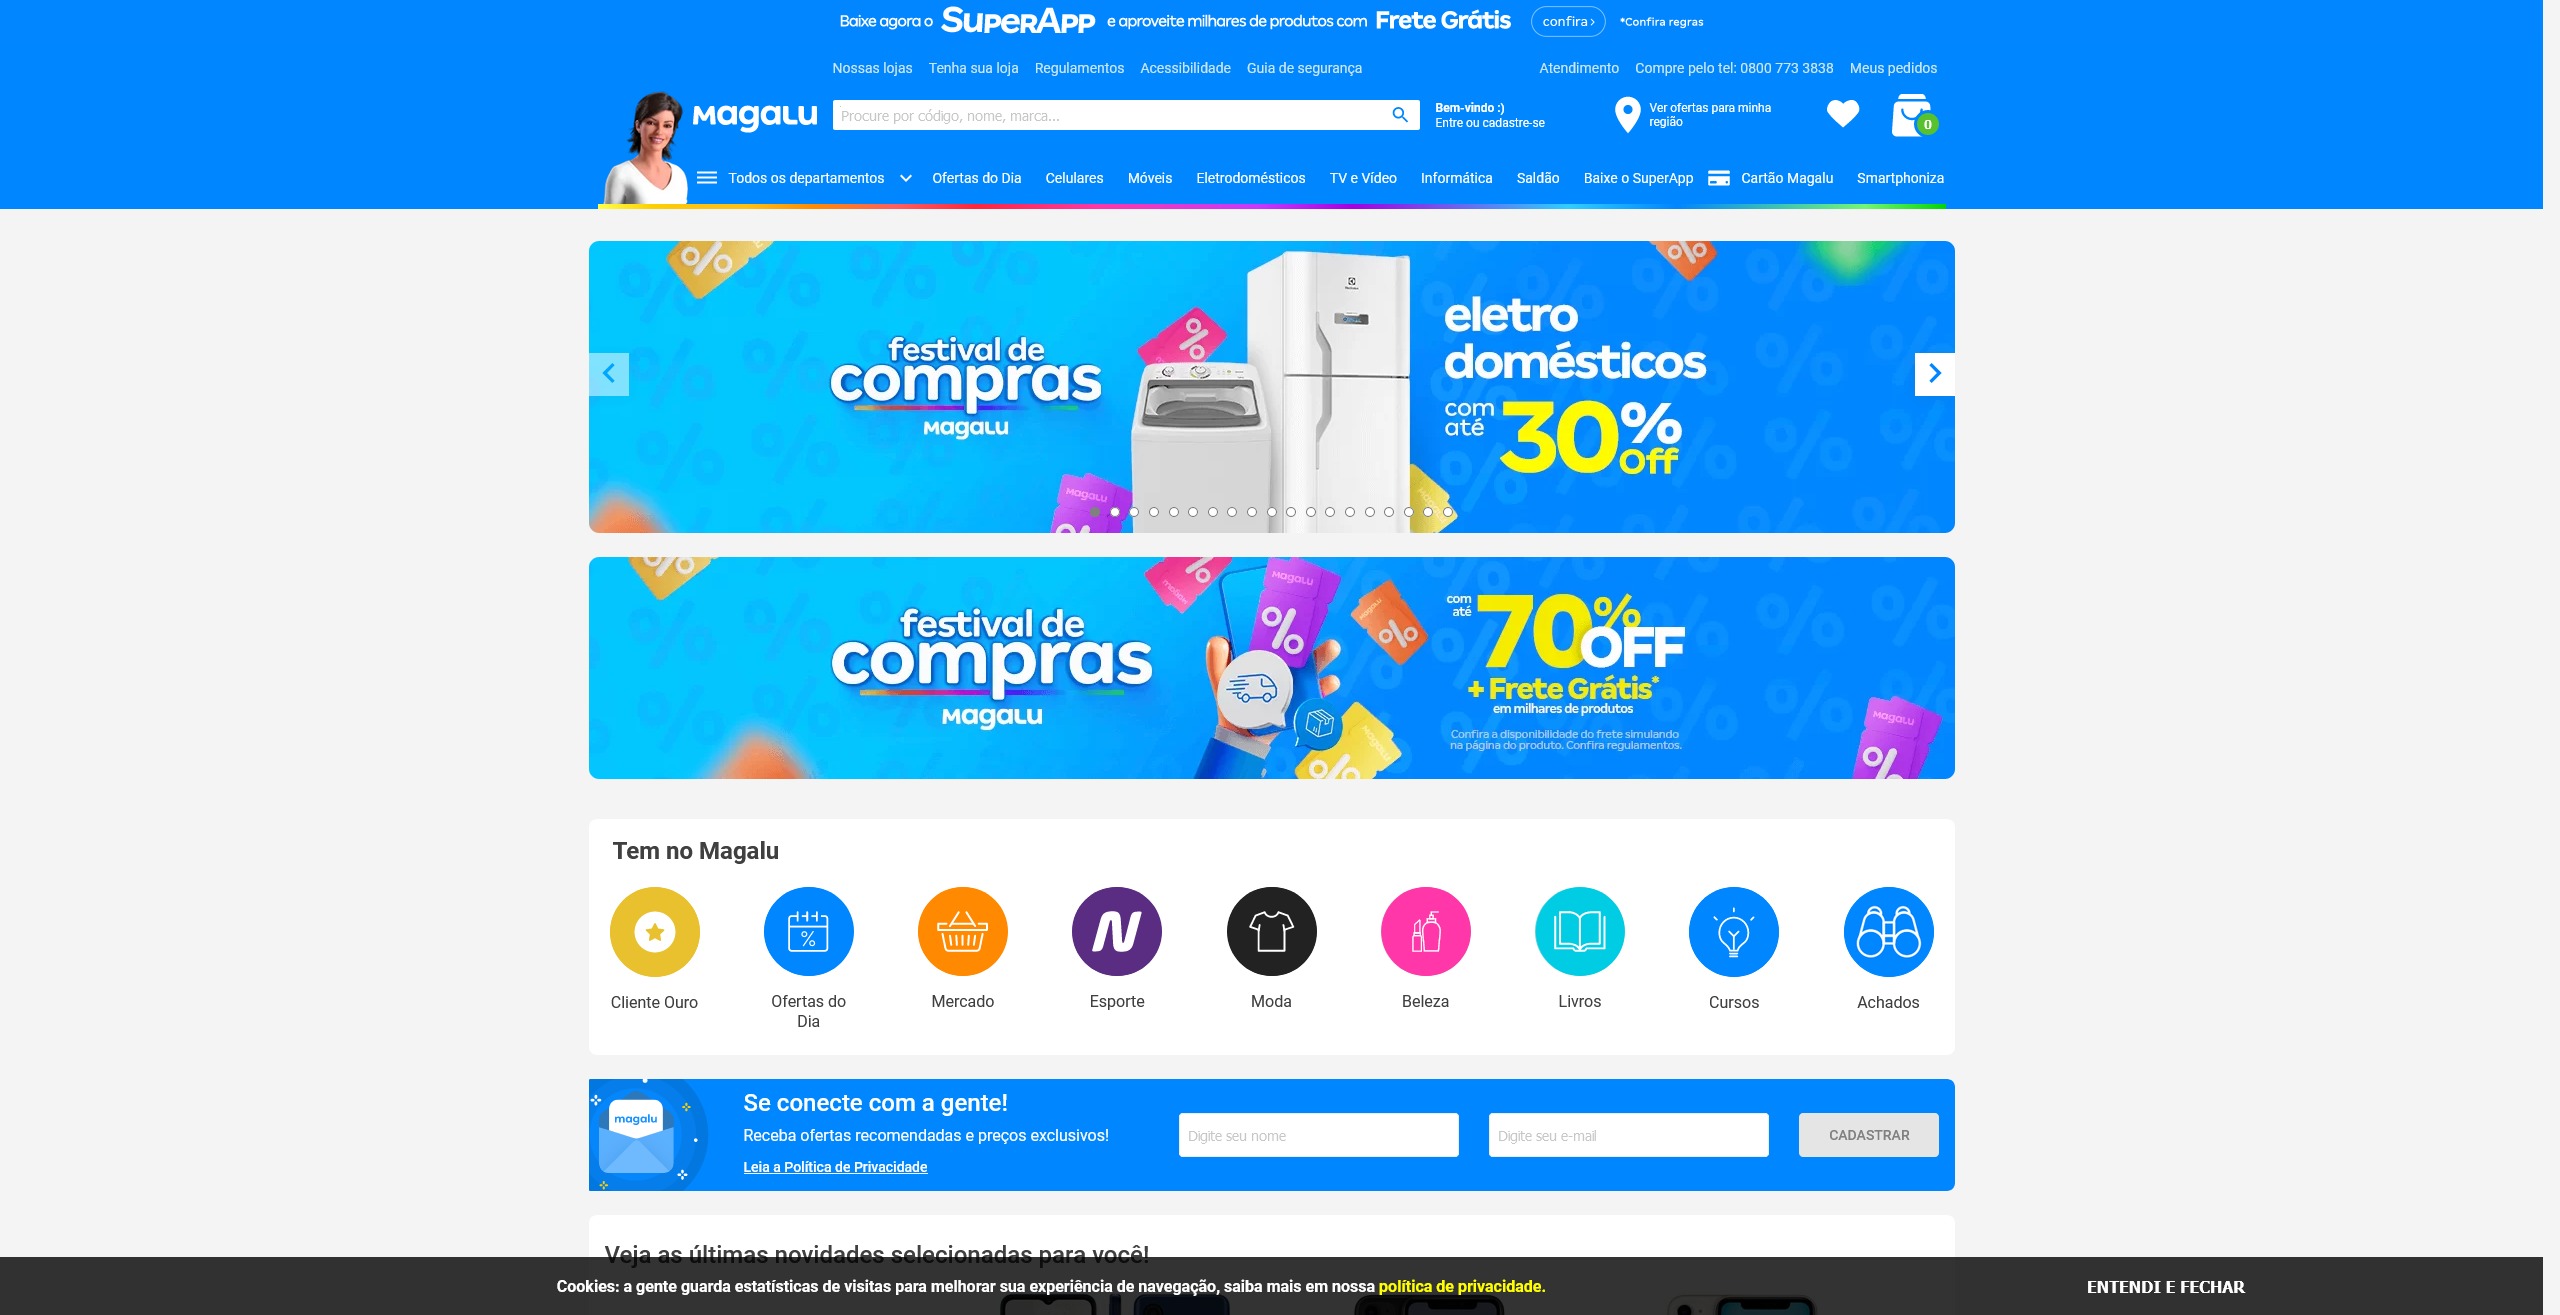 Baixe agora o SuperApp e aproveite milhares de produtos com Frete Grátis confira › *Confira regras
Nossas lojas Tenha sua loja Regulamentos Acessibilidade Guia de segurança Atendimento Compre pelo tel: 0800 773 3838 Meus pedidos
Magalu
Procure por código, nome, marca...
Bem-vindo :)
Entre ou cadastre-se
Ver ofertas para minha
região
0
Todos os departamentos Ofertas do Dia Celulares Móveis Eletrodomésticos TV e Vídeo Informática Saldão Baixe o SuperApp Cartão Magalu Smartphoniza
festival de
compras
Magalu
Electrolux
eletro
domésticos
com
até
30%
Off
Magalu
festival de
compras
Magalu
com
até
70%
OFF
+ Frete Grátis*
em milhares de produtos
Confira a disponibilidade do frete simulando
na página do produto. Confira regulamentos.
Magalu
Magalu
Magalu
Magalu
Magalu
Tem no Magalu
Cliente Ouro
Ofertas do
Dia
Mercado
Esporte
Moda
Beleza
Livros
Cursos
Achados
magalu
Se conecte com a gente!
Receba ofertas recomendadas e preços exclusivos!
Leia a Política de Privacidade
Digite seu nome
Digite seu e-mail
CADASTRAR
Veja as últimas novidades selecionadas para você!
Cookies: a gente guarda estatísticas de visitas para melhorar sua experiência de navegação, saiba mais em nossa política de privacidade.
ENTENDI E FECHAR